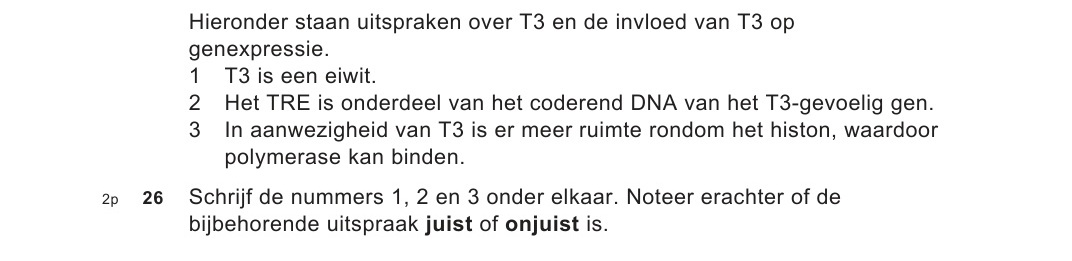 Hieronder staan uitspraken over T3 en de invloed van T3 op
genexpressie.
1 T3 is een eiwit.
2 Het TRE is onderdeel van het coderend DNA van het T3-gevoelig gen.
3 In aanwezigheid van T3 is er meer ruimte rondom het histon, waardoor
polymerase kan binden.
2p 26 Schrijf de nummers 1, 2 en 3 onder elkaar. Noteer erachter of de
bijbehorende uitspraak juist of onjuist is.